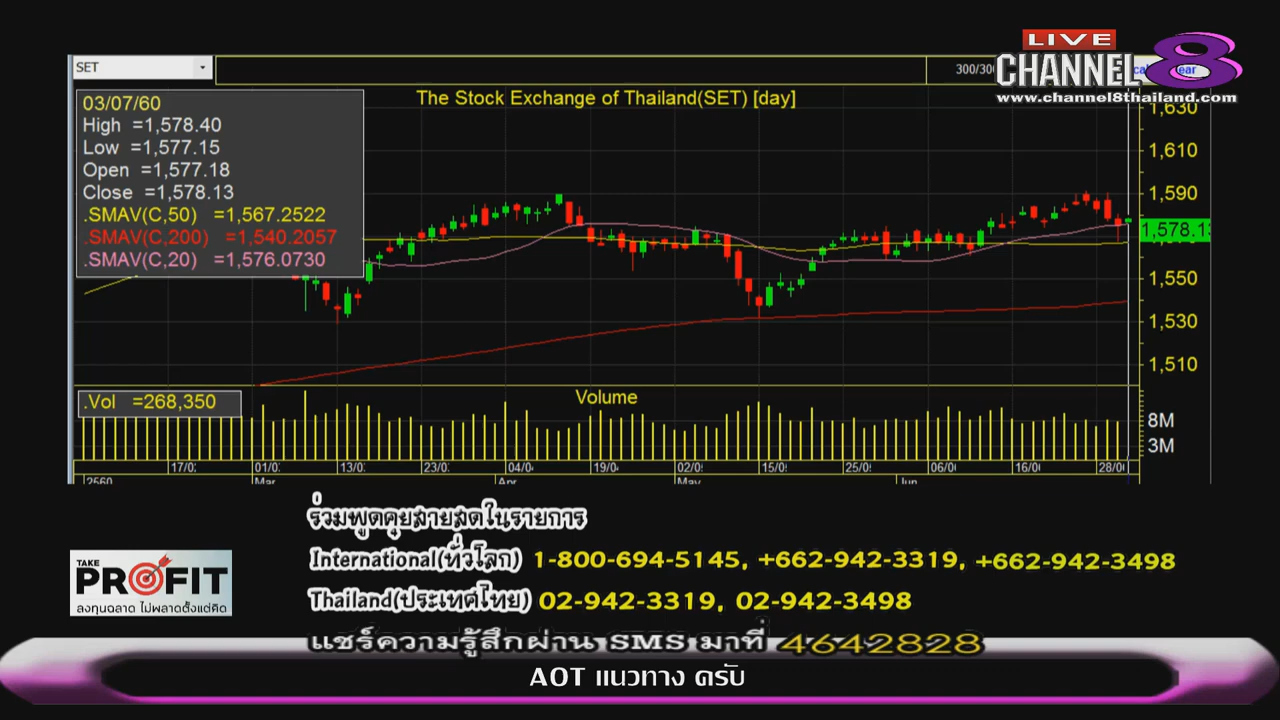 LIVE
CHANNEL 8
www.channel8thailand.com
SET
300/300
The Stock Exchange of Thailand(SET) [day]
03/07/60
High =1,578.40
Low =1,577.15
Open =1,577.18
Close =1,578.13
.SMAV(C,50) =1,567.2522
.SMAV(C,200) =1,540.2057
.SMAV(C,20) =1,576.0730
1,630
1,610
1,590
1,578.13
1,550
1,530
1,510
.Vol =268,350
Volume
8M
3M
17/02 01/03 13/03 23/03 04/04 19/04 02/05 15/05 25/05 06/06 16/06 28/06
2560 Mar Apr May Jun
ร่วมพูดคุยสายสดในรายการ
International(ทั่วโลก) 1-800-694-5145, +662-942-3319, +662-942-3498
TAKE
PROFIT
ลงทุนฉลาด ไม่พลาดตั้งแต่คิด
Thailand(ประเทศไทย) 02-942-3319, 02-942-3498
แชร์ความรู้สึกผ่าน SMS มาที่ 4642828
AOT แนวทาง ครับ